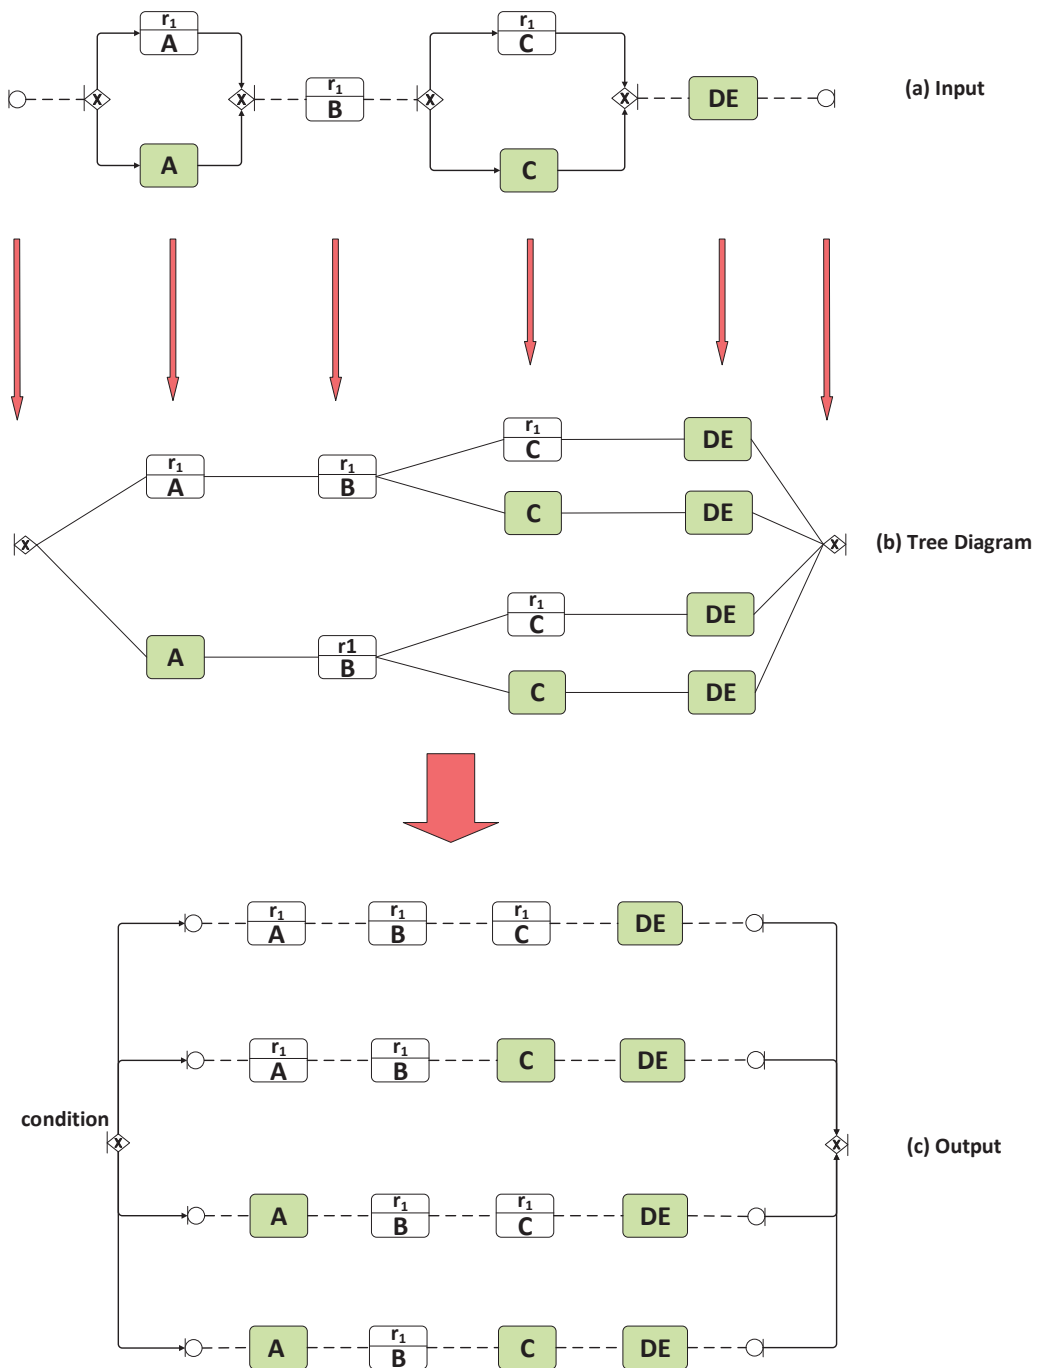 r₁
A
r₁
C
X
X
r₁
B
X
X
DE
(a) Input
A
C
r₁
C
DE
r₁
A
r₁
B
C
DE
X
X
(b) Tree Diagram
r₁
C
DE
A
r1
B
C
DE
r₁
A
r₁
B
r₁
C
DE
r₁
A
r₁
B
C
DE
condition
X
X
(c) Output
A
r₁
B
r₁
C
DE
A
r₁
B
C
DE